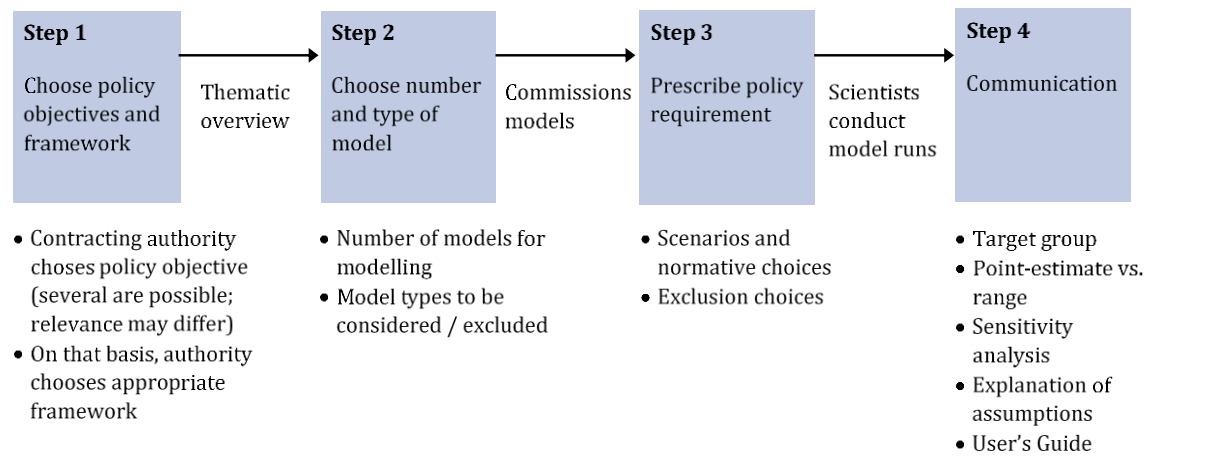 Step 1
Choose policy
objectives and
framework
Thematic
overview
Step 2
Choose number
and type of
model
Commissions
models
Step 3
Prescribe policy
requirement
Scientists
conduct
model runs
Step 4
Communication
• Contracting authority
choses policy objective
(several are possible;
relevance may differ)
• On that basis, authority
chooses appropriate
framework
• Number of models for
modelling
• Model types to be
considered / excluded
• Scenarios and
normative choices
• Exclusion choices
• Target group
• Point-estimate vs.
range
• Sensitivity
analysis
• Explanation of
assumptions
• User’s Guide